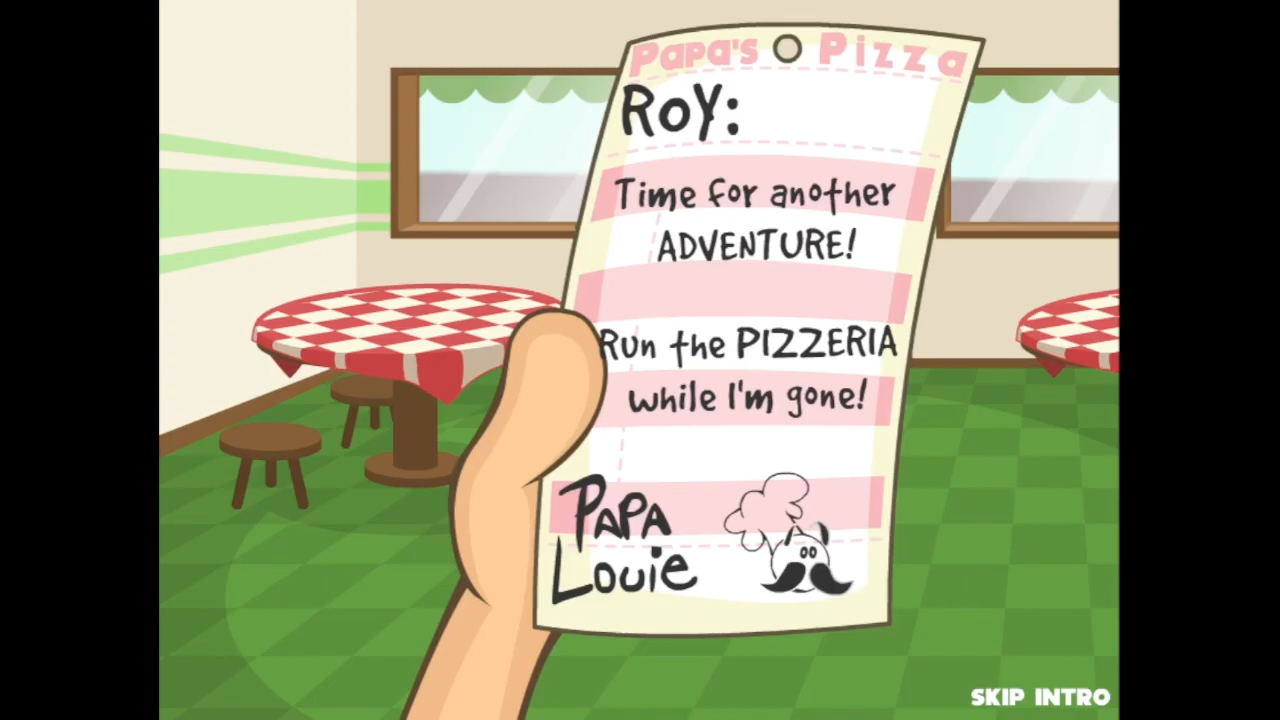 Papa's Pizza
Roy:
Time for another
ADVENTURE!
Run the PIZZERIA
while I'm gone!
PAPA
Louie
SKIP INTRO